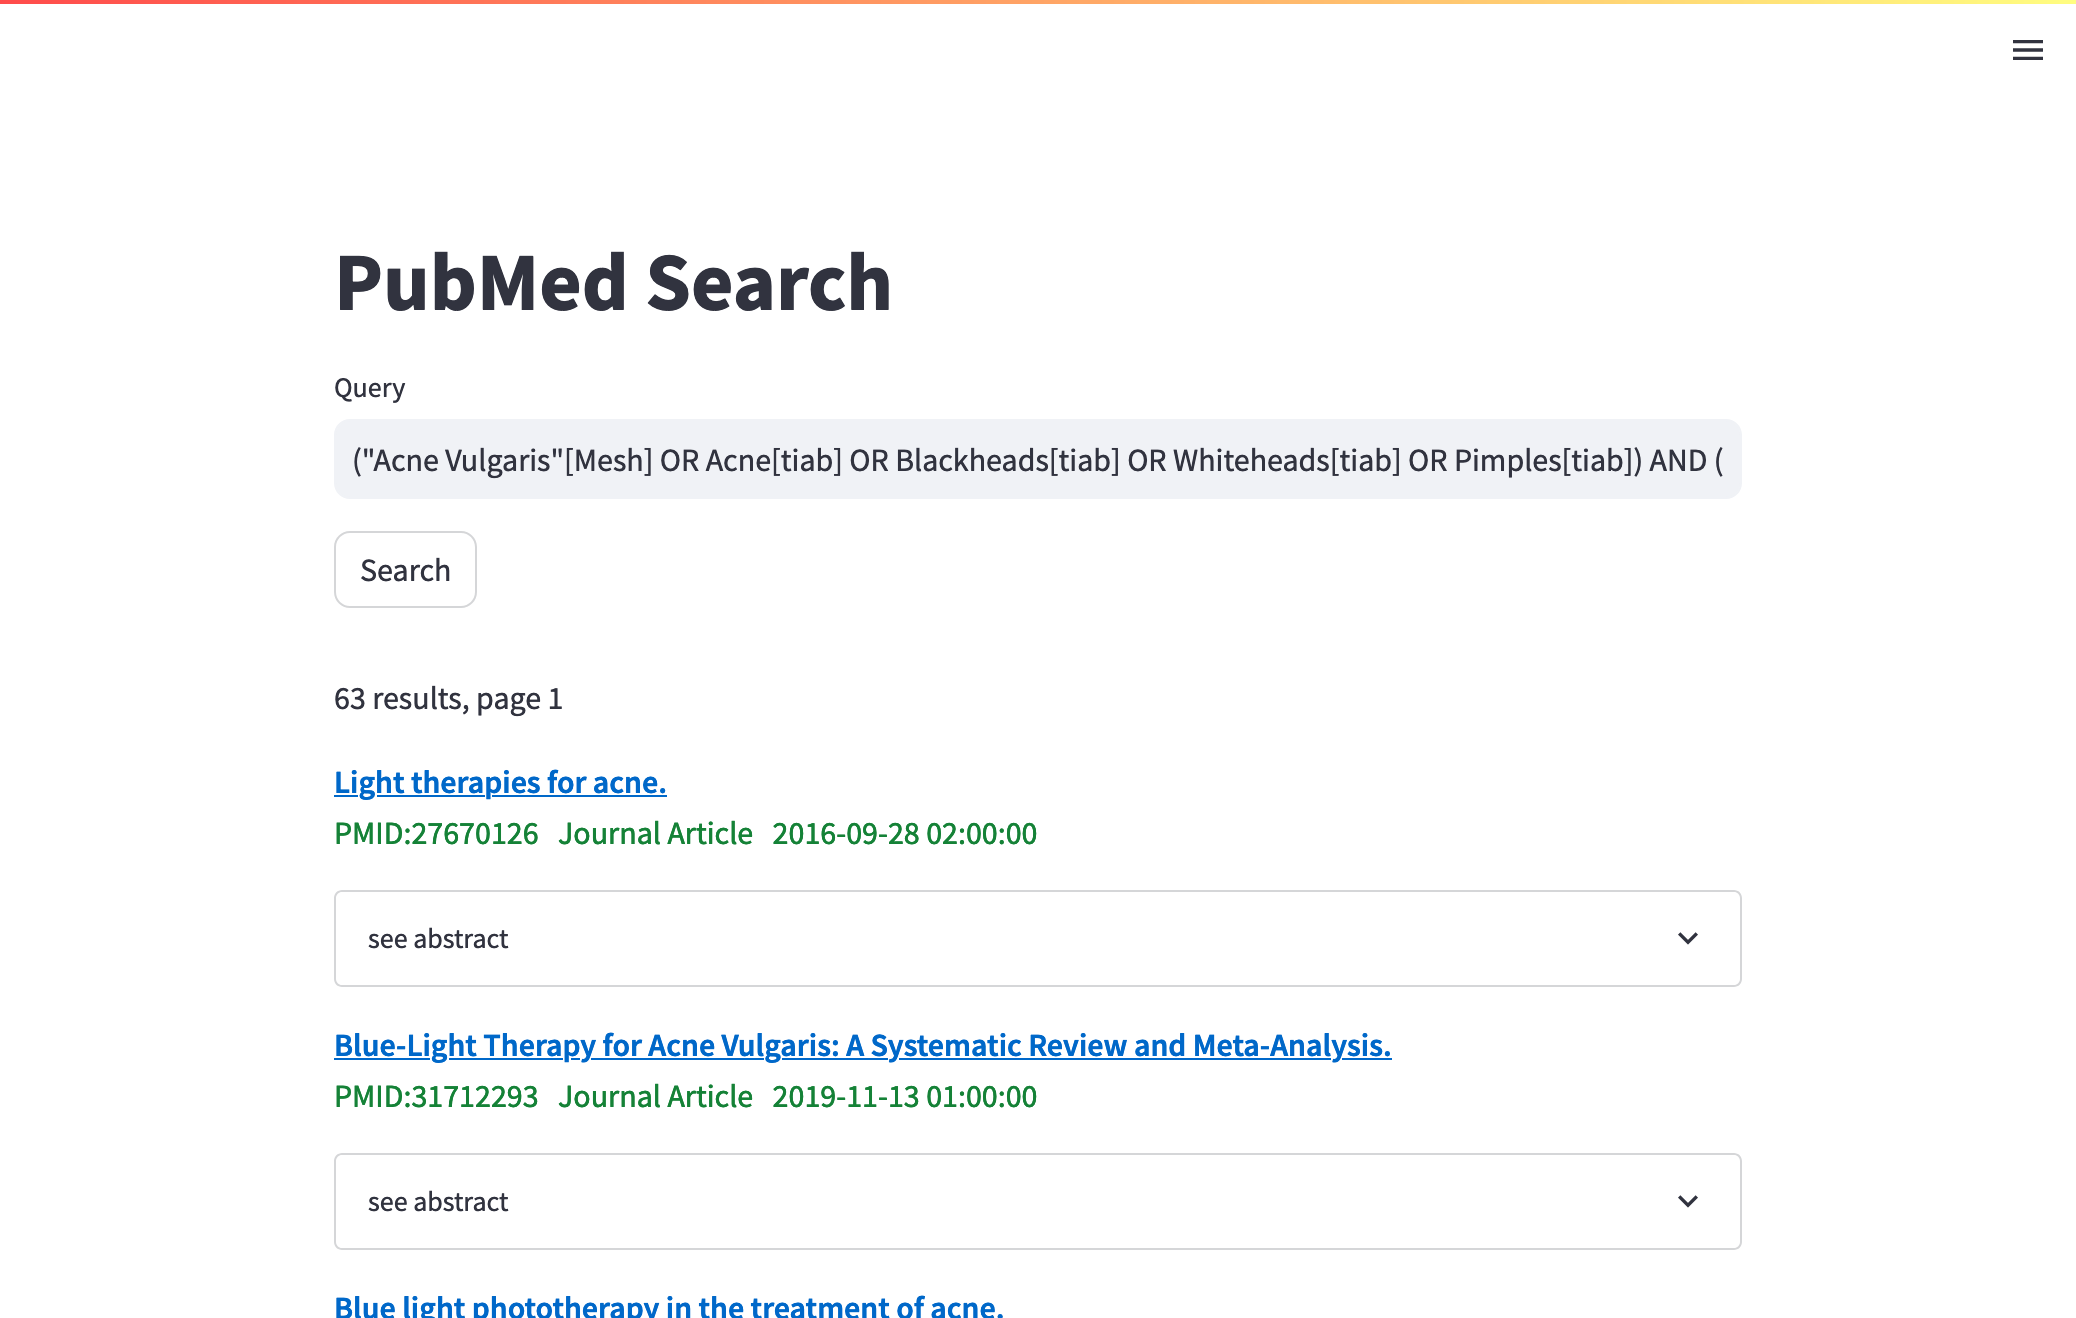 PubMed Search
Query
("Acne Vulgaris"[Mesh] OR Acne[tiab] OR Blackheads[tiab] OR Whiteheads[tiab] OR Pimples[tiab]) AND (
Search
63 results, page 1
Light therapies for acne.
PMID:27670126 Journal Article 2016-09-28 02:00:00
see abstract
Blue-Light Therapy for Acne Vulgaris: A Systematic Review and Meta-Analysis.
PMID:31712293 Journal Article 2019-11-13 01:00:00
see abstract
Blue light phototherapy in the treatment of acne.